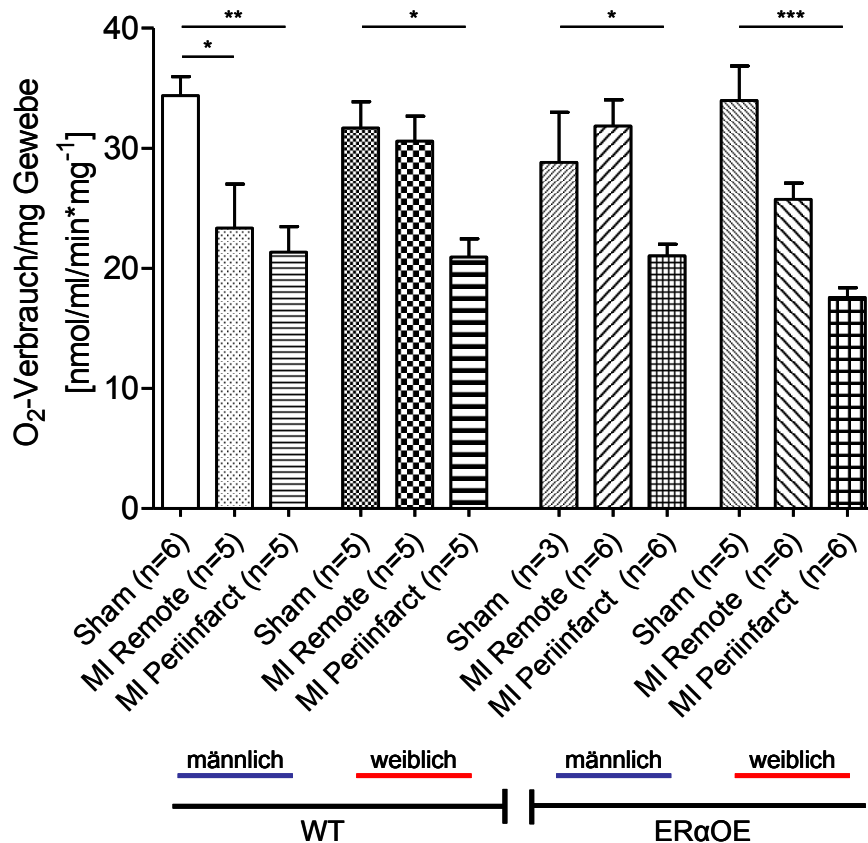 ** * * ***
*
40
30
20
10
0
O₂-Verbrauch/mg Gewebe
[nmol/ml/min*mg⁻¹]
Sham (n=6)
MI Remote (n=5)
MI Periinfarct (n=5)
Sham (n=5)
MI Remote (n=5)
MI Periinfarct (n=5)
Sham (n=3)
MI Remote (n=6)
MI Periinfarct (n=6)
Sham (n=5)
MI Remote (n=6)
MI Periinfarct (n=6)
männlich weiblich männlich weiblich
WT ERαOE